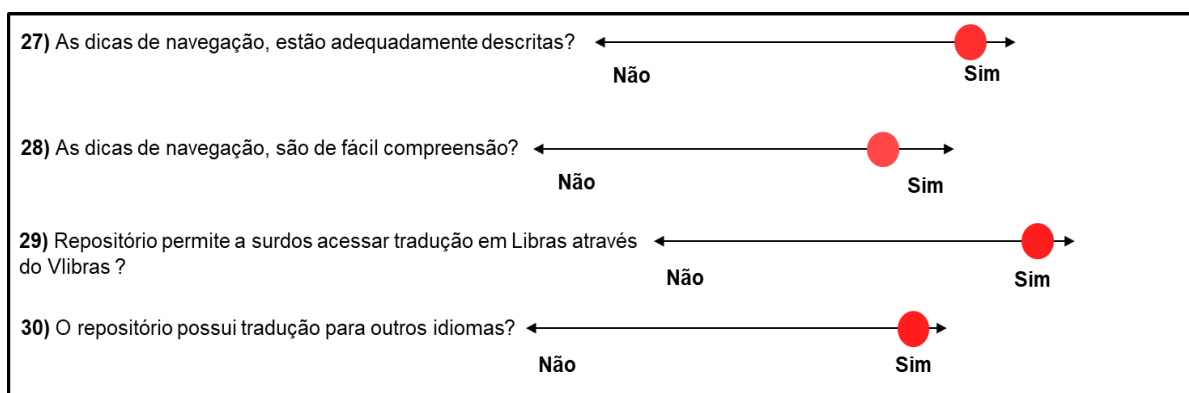 27) As dicas de navegação, estão adequadamente descritas?
Não Sim
28) As dicas de navegação, são de fácil compreensão?
Não Sim
29) Repositório permite a surdos acessar tradução em Libras através
do Vlibras ?
Não Sim
30) O repositório possui tradução para outros idiomas?
Não Sim